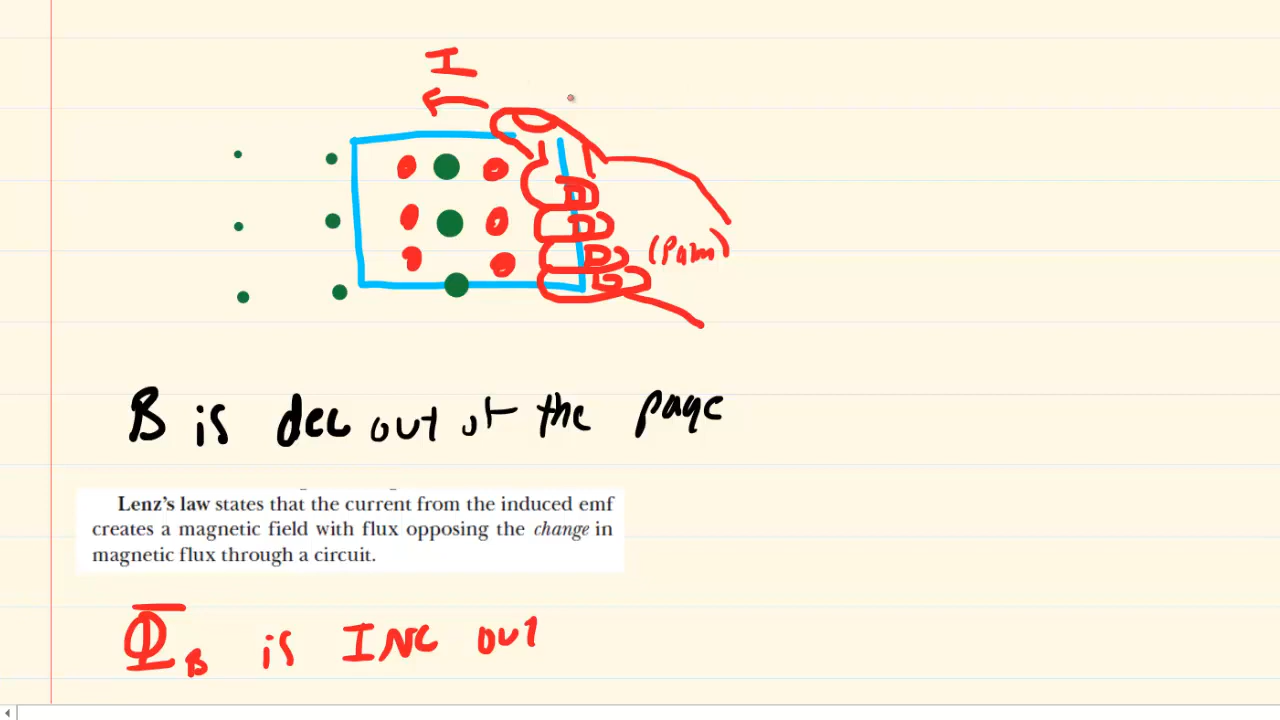 I
(Palm)
B is dec out of the page
Lenz's law states that the current from the induced emf
creates a magnetic field with flux opposing the change in
magnetic flux through a circuit.
Φ_B is INC out